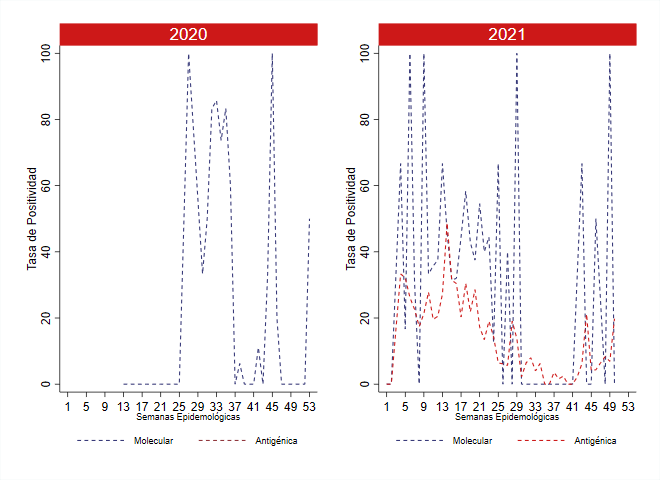 2020 2021
Tasa de Positividad
100
80
60
40
20
0
1 5 9 13 17 21 25 29 33 37 41 45 49 53
Semanas Epidemológicas
Molecular Antigénica
Tasa de Positividad
100
80
60
40
20
0
1 5 9 13 17 21 25 29 33 37 41 45 49 53
Semanas Epidemológicas
Molecular Antigénica